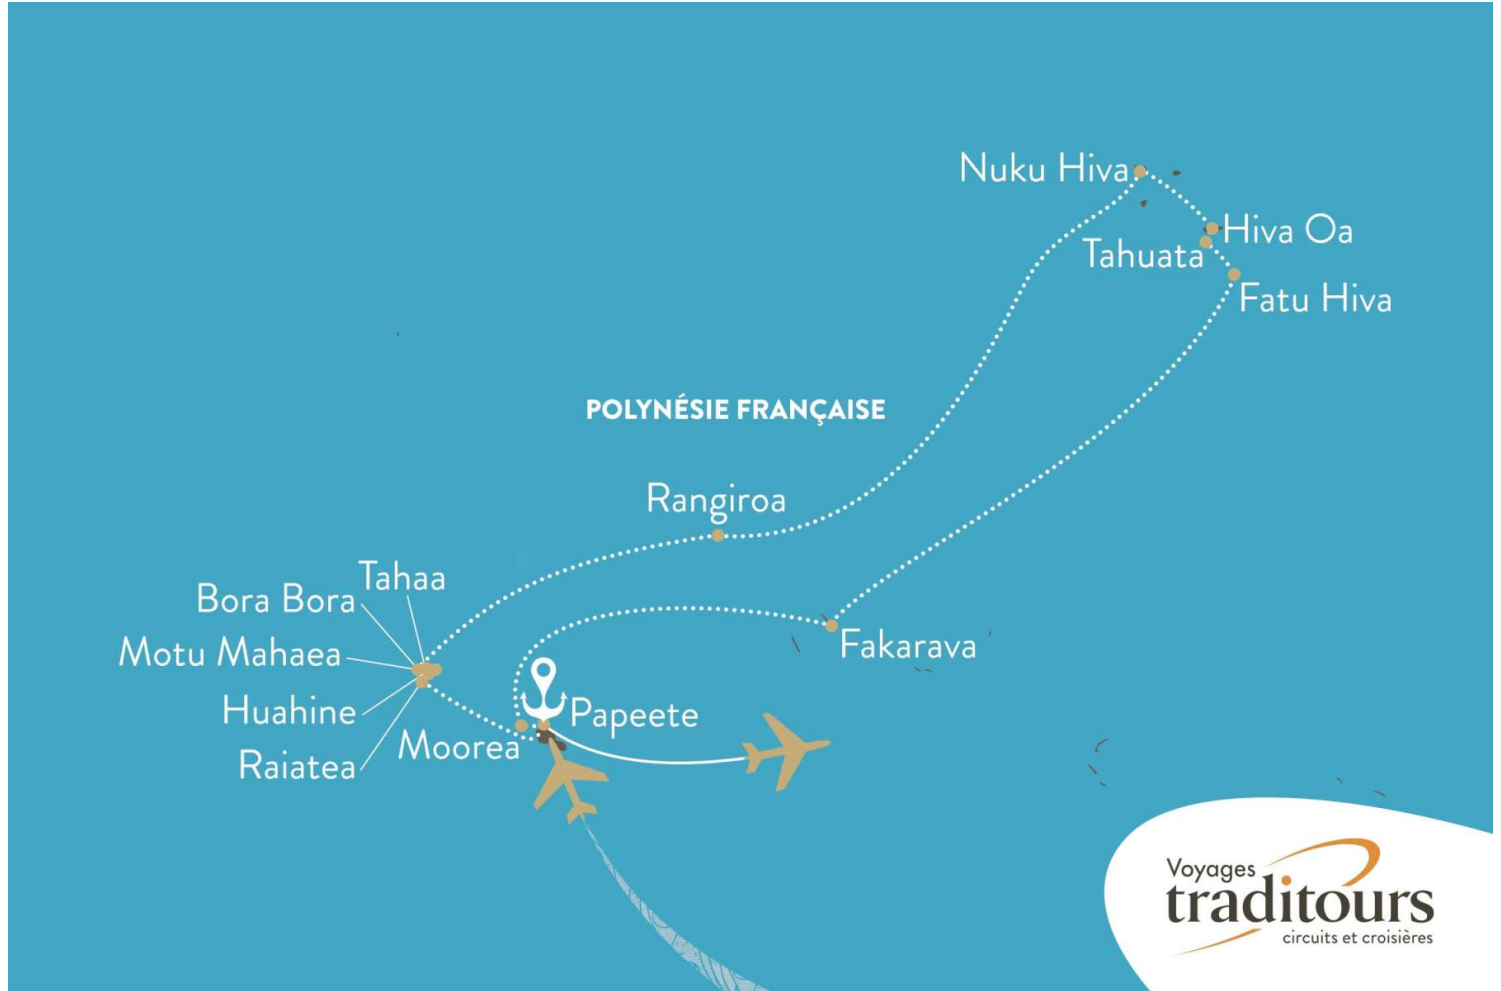 Nuku Hiva
Hiva Oa
Tahuata
Fatu Hiva
POLYNÉSIE FRANÇAISE
Rangiroa
Tahaa
Bora Bora
Motu Mahaea
Fakarava
Huahine
Papeete
Moorea
Raiatea
Voyages
traditours
circuits et croisières